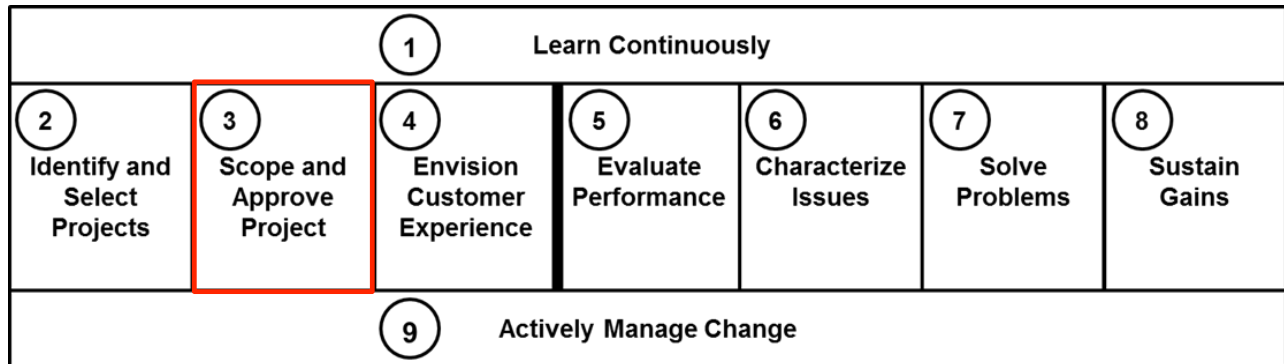 1 Learn Continuously
2
Identify and
Select
Projects
3
Scope and
Approve
Project
4
Envision
Customer
Experience
5
Evaluate
Performance
6
Characterize
Issues
7
Solve
Problems
8
Sustain
Gains
9 Actively Manage Change